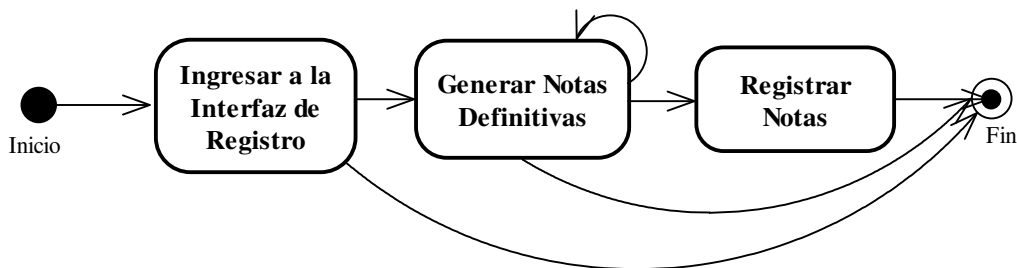 Inicio
Ingresar a la
Interfaz de
Registro
Generar Notas
Definitivas
Registrar
Notas
Fin